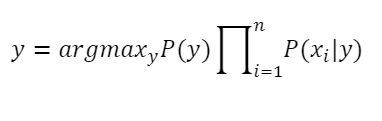 y = argmax_y P(y) ∏_{i=1}^{n} P(x_i|y)